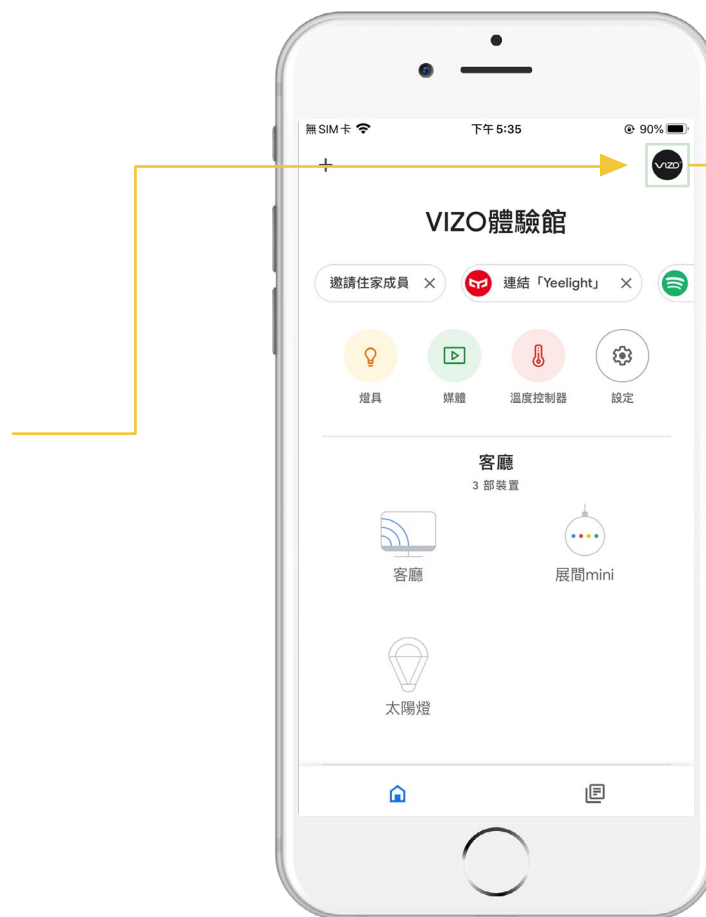 無SIM卡
下午5:35
90%
VIZO
VIZO體驗館
邀請住家成員
連結「Yeelight」
燈具
媒體
溫度控制器
設定
客廳
3 部裝置
客廳
展間mini
太陽燈